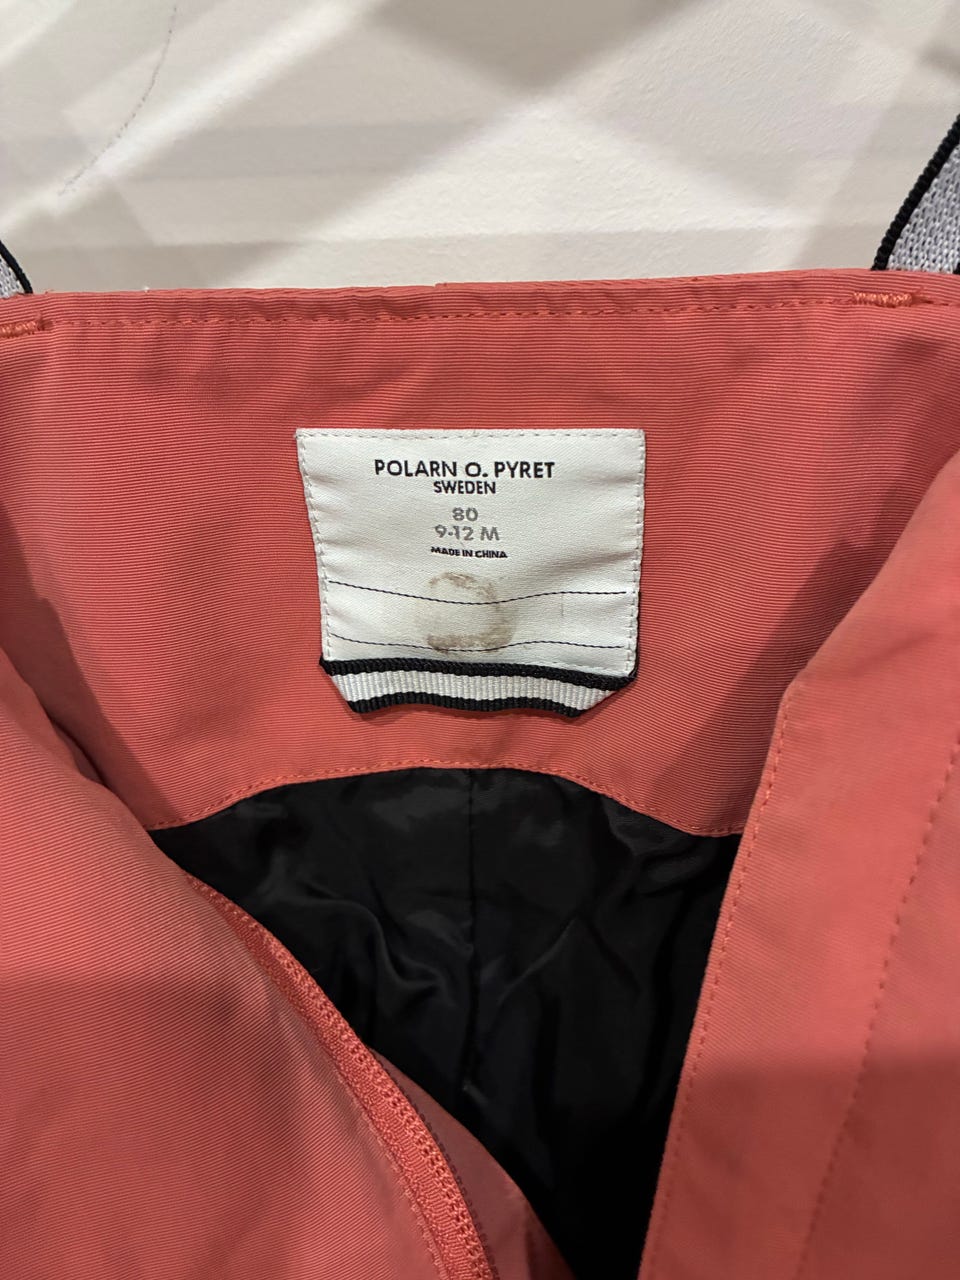 POLARN O. PYRET
SWEDEN
80
9-12 M
MADE IN CHINA